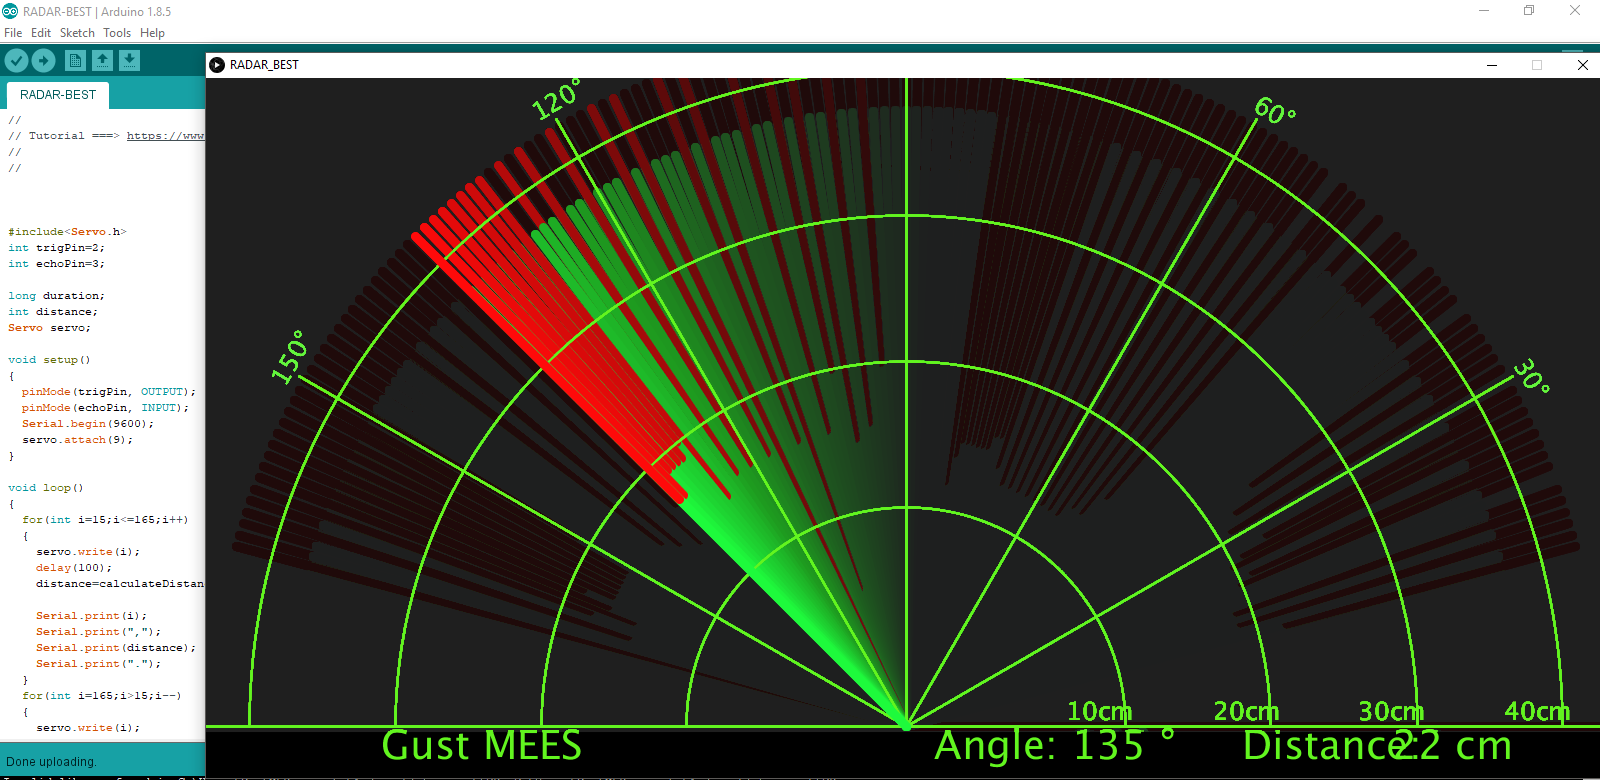 RADAR-BEST | Arduino 1.8.5
File Edit Sketch Tools Help
RADAR_BEST
RADAR-BEST
//
// Tutorial ===> https://www
//
//
#include<Servo.h>
int trigPin=2;
int echoPin=3;
long duration;
int distance;
Servo servo;
void setup()
{
pinMode(trigPin, OUTPUT);
pinMode(echoPin, INPUT);
Serial.begin(9600);
servo.attach(9);
}
void loop()
{
for(int i=15;i<=165;i++)
{
servo.write(i);
delay(100);
distance=calculateDistan
Serial.print(i);
Serial.print(",");
Serial.print(distance);
Serial.print(".");
}
for(int i=165;i>15;i--)
{
servo.write(i);
Done uploading.
150°
120°
60°
30°
10cm 20cm 30cm 40cm
Gust MEES Angle: 135 ° Distance: 22 cm